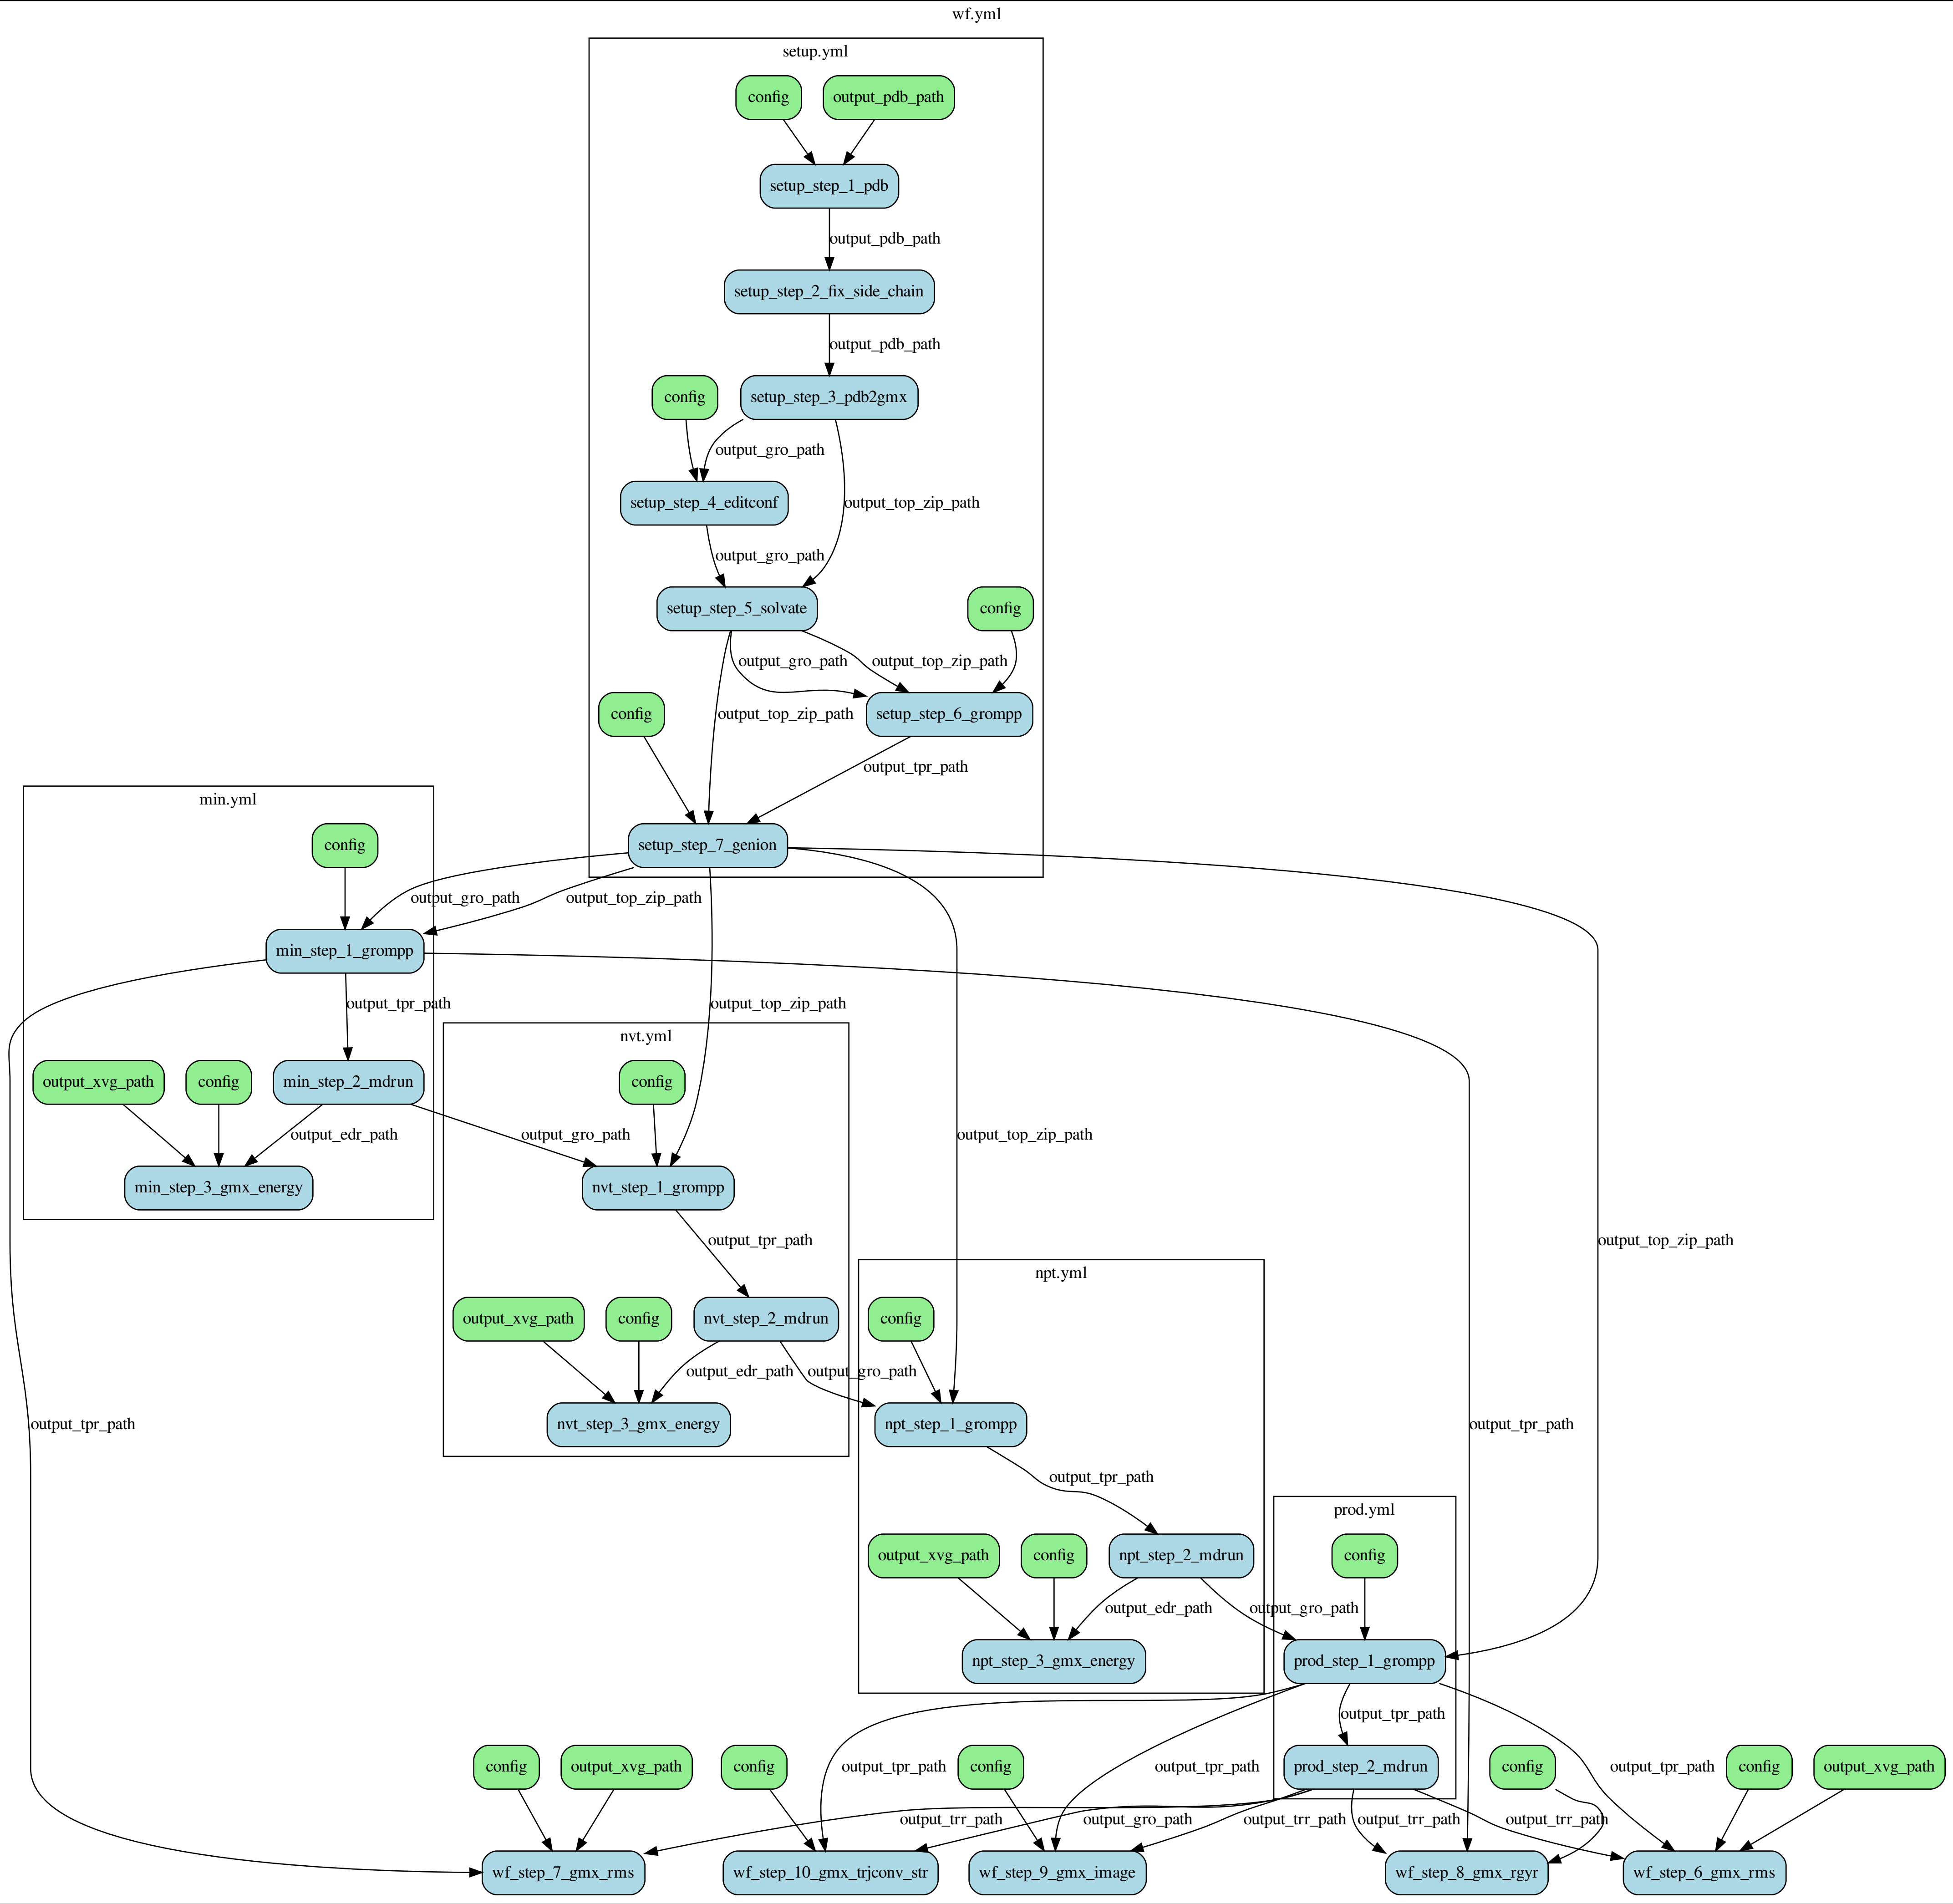 wf.yml
setup.yml
config
output_pdb_path
setup_step_1_pdb
output_pdb_path
setup_step_2_fix_side_chain
output_pdb_path
config
setup_step_3_pdb2gmx
output_gro_path
setup_step_4_editconf
output_top_zip_path
output_gro_path
setup_step_5_solvate
config
output_gro_path
output_top_zip_path
config
output_top_zip_path
setup_step_6_grompp
output_tpr_path
min.yml
config
setup_step_7_genion
output_gro_path
output_top_zip_path
min_step_1_grompp
output_tpr_path
output_top_zip_path
nvt.yml
output_xvg_path
config
min_step_2_mdrun
config
output_edr_path
output_gro_path
output_top_zip_path
min_step_3_gmx_energy
nvt_step_1_grompp
output_tpr_path
output_top_zip_path
npt.yml
output_xvg_path
config
nvt_step_2_mdrun
config
output_edr_path
output_gro_path
output_tpr_path
nvt_step_3_gmx_energy
npt_step_1_grompp
output_tpr_path
output_tpr_path
prod.yml
output_xvg_path
config
npt_step_2_mdrun
config
output_edr_path
output_gro_path
npt_step_3_gmx_energy
prod_step_1_grompp
output_tpr_path
config
output_xvg_path
config
output_tpr_path
config
output_tpr_path
prod_step_2_mdrun
config
output_tpr_path
config
output_xvg_path
output_trr_path
output_gro_path
output_trr_path
output_trr_path
output_trr_path
wf_step_7_gmx_rms
wf_step_10_gmx_trjconv_str
wf_step_9_gmx_image
wf_step_8_gmx_rgyr
wf_step_6_gmx_rms